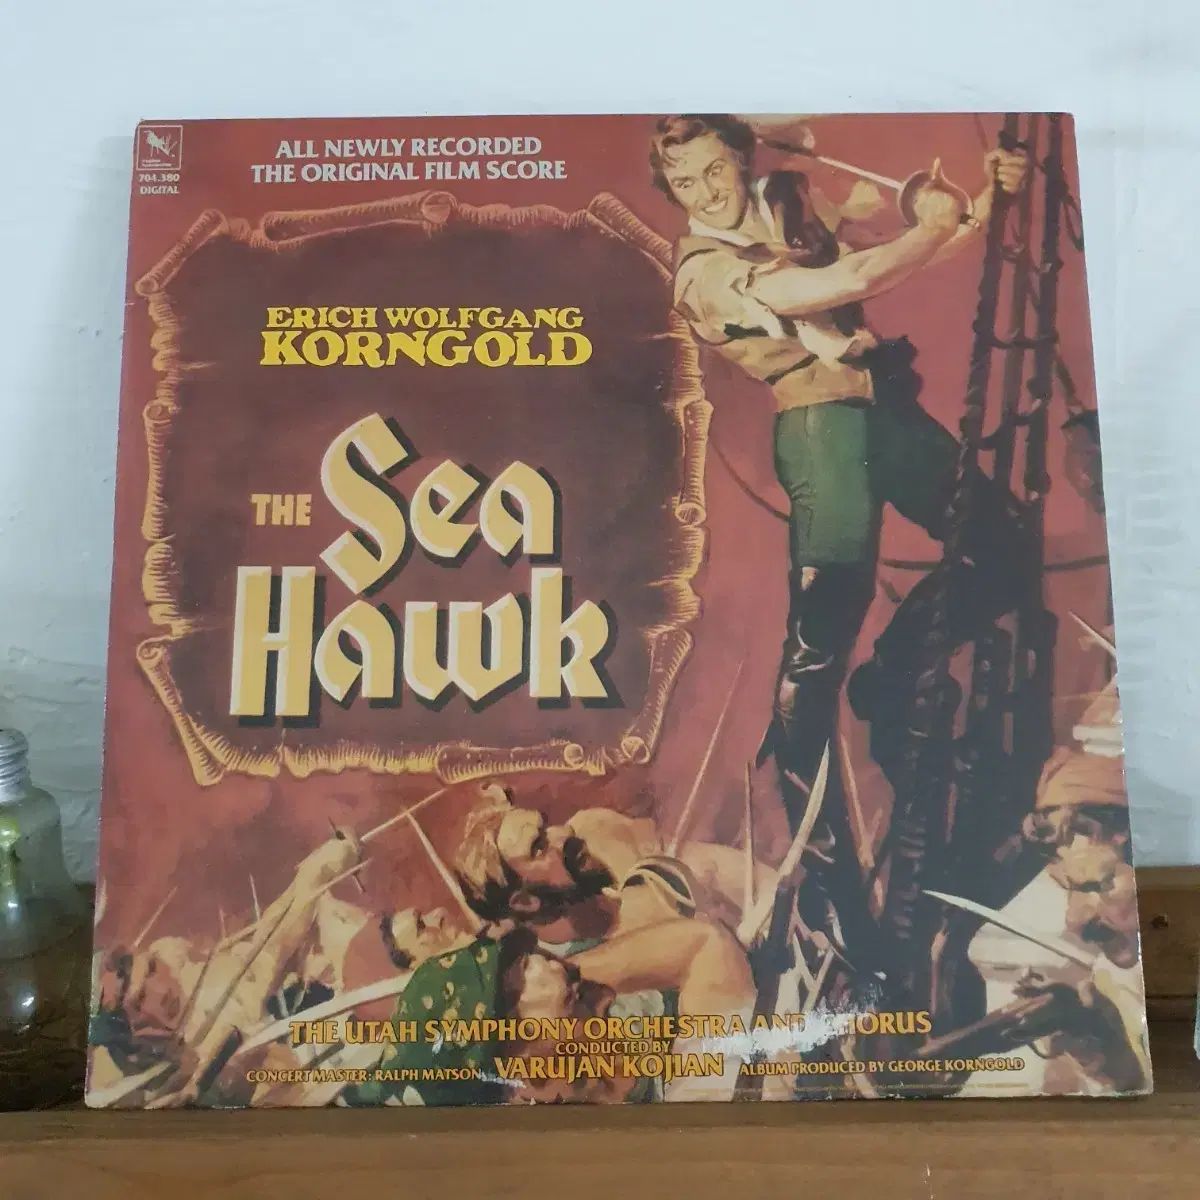 704.380
DIGITAL
ALL NEWLY RECORDED
THE ORIGINAL FILM SCORE
ERICH WOLFGANG
KORNGOLD
THE Sea
Hawk
THE UTAH SYMPHONY ORCHESTRA AND CHORUS
CONDUCTED BY
CONCERT MASTER: RALPH MATSON VARUJAN KOJIAN ALBUM PRODUCED BY GEORGE KORNGOLD